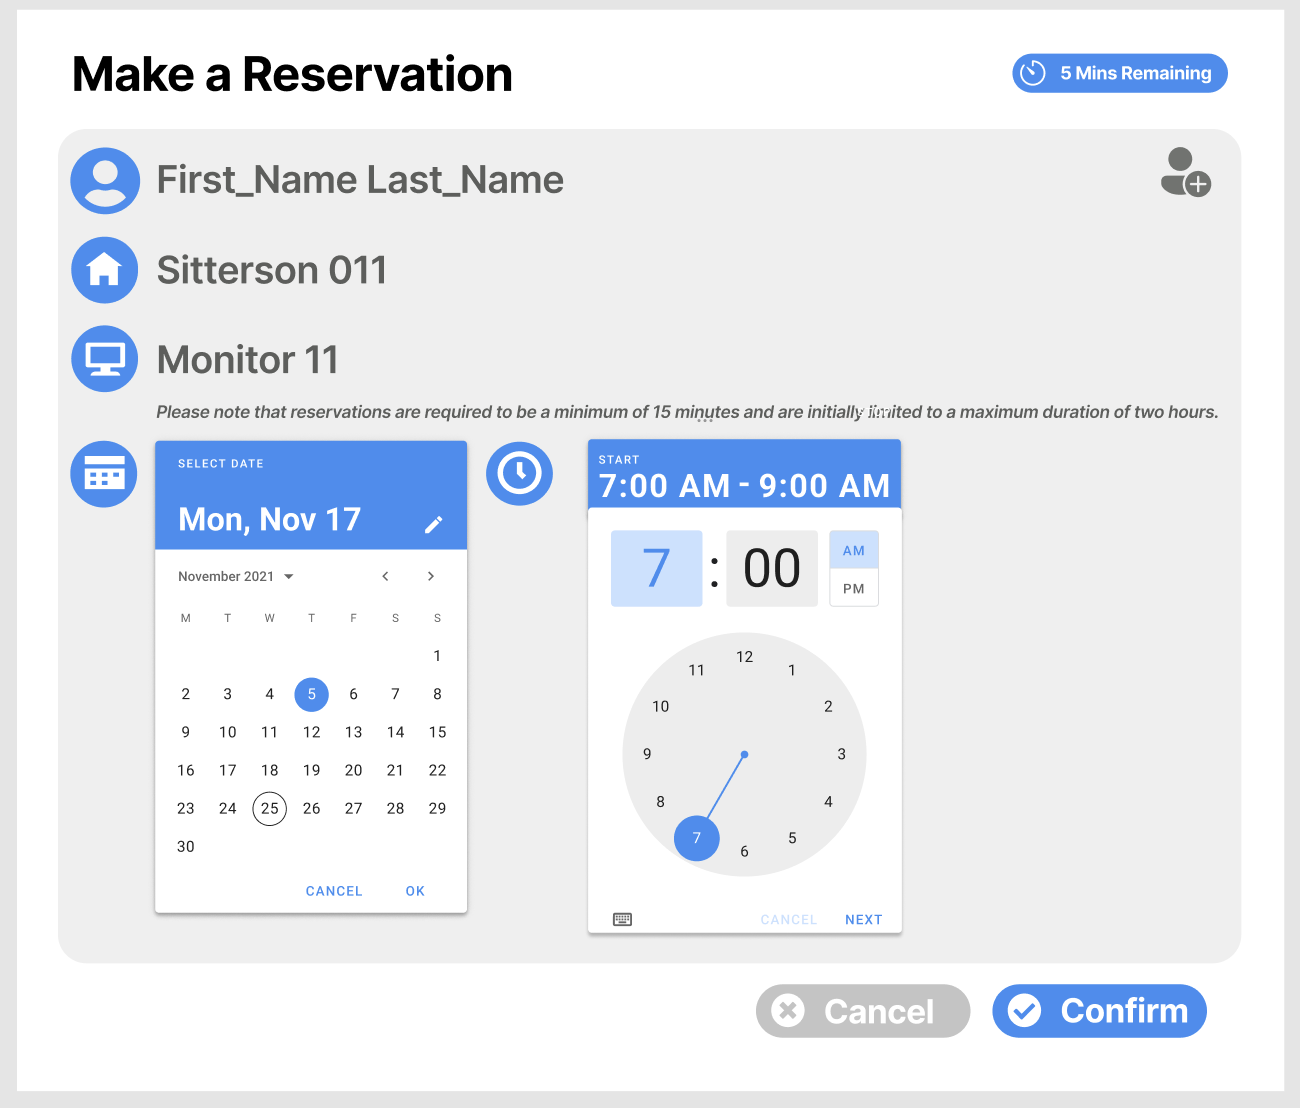 Make a Reservation
5 Mins Remaining
First_Name Last_Name
Sitterson 011
Monitor 11
Please note that reservations are required to be a minimum of 15 minutes and are initially limited to a maximum duration of two hours.
SELECT DATE
Mon, Nov 17
November 2021
M T W T F S S
1
2 3 4 5 6 7 8
9 10 11 12 13 14 15
16 17 18 19 20 21 22
23 24 25 26 27 28 29
30
CANCEL OK
START
7:00 AM - 9:00 AM
7 : 00
AM
PM
12
11 1
10 2
9 3
8 4
7 5
6
CANCEL NEXT
Cancel
Confirm